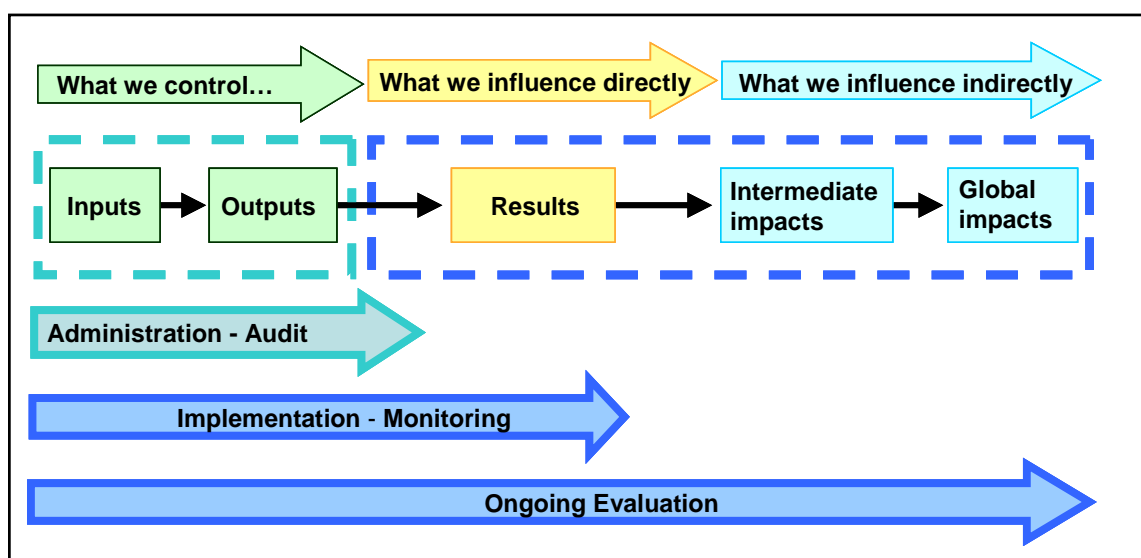 What we control…
What we influence directly
What we influence indirectly
Inputs
Outputs
Results
Intermediate
impacts
Global
impacts
Administration - Audit
Implementation - Monitoring
Ongoing Evaluation